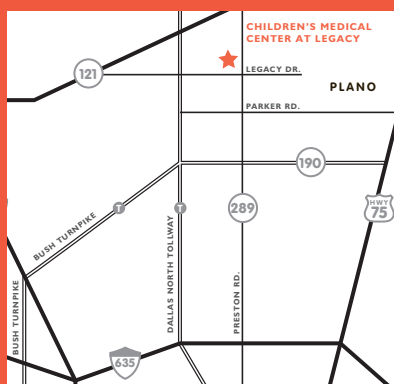 CHILDREN'S MEDICAL
CENTER AT LEGACY
121
LEGACY DR.
PLANO
PARKER RD.
190
BUSH TURNPIKE
T
T
289
HWY
75
DALLAS NORTH TOLLWAY
PRESTON RD.
BUSH TURNPIKE
635